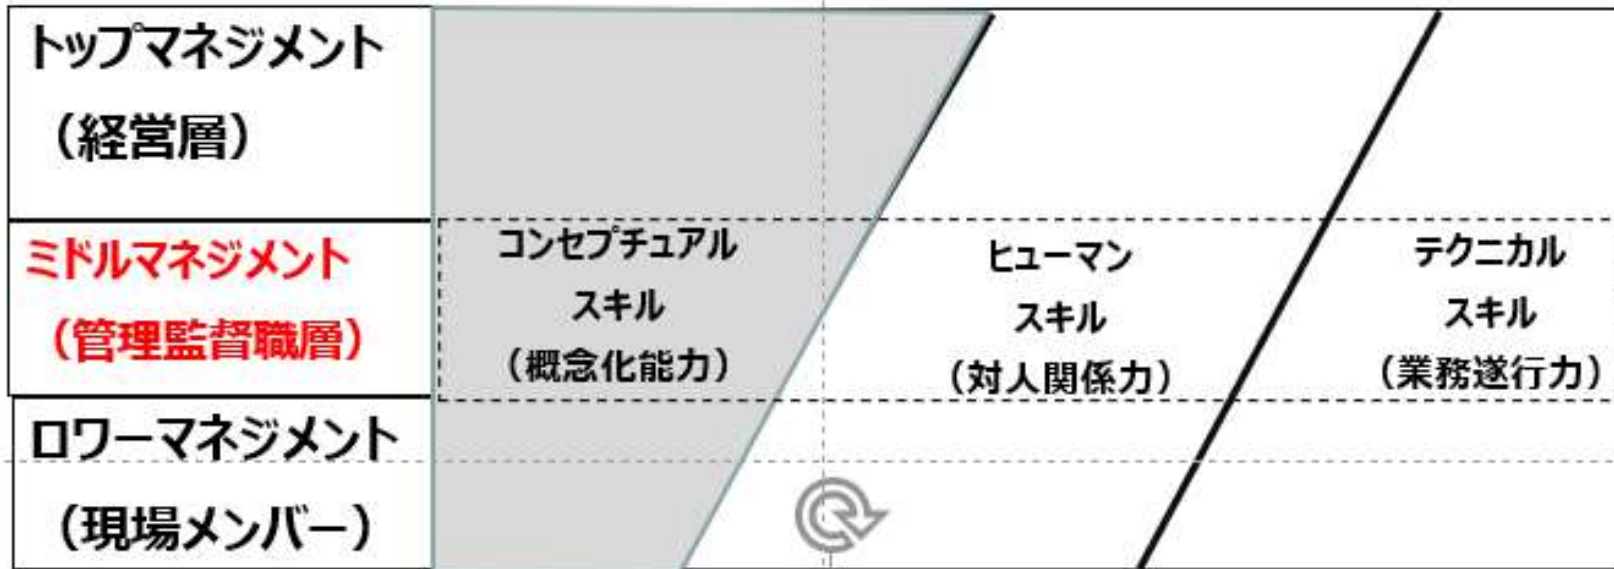 トップマネジメント
（経営層）
ミドルマネジメント
（管理監督職層）
コンセプチュアル
スキル
（概念化能力）
ヒューマン
スキル
（対人関係力）
テクニカル
スキル
（業務遂行力）
ロワーマネジメント
（現場メンバー）